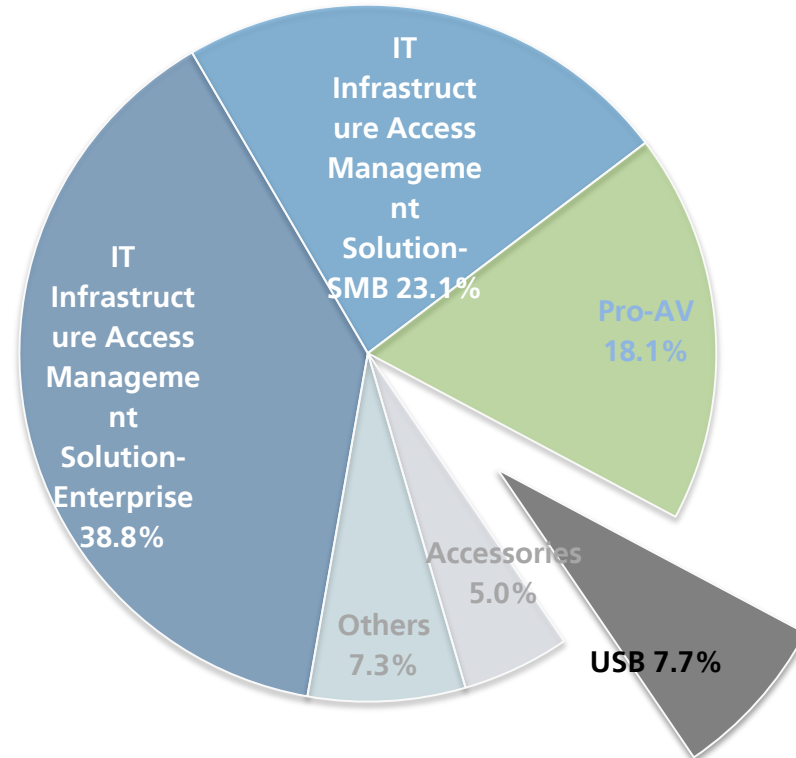 IT
Infrastruct
ure Access
Manageme
nt
Solution-
SMB 23.1%
Pro-AV
18.1%
IT
Infrastruct
ure Access
Manageme
nt
Solution-
Enterprise
38.8%
Accessories
5.0%
Others
7.3%
USB 7.7%